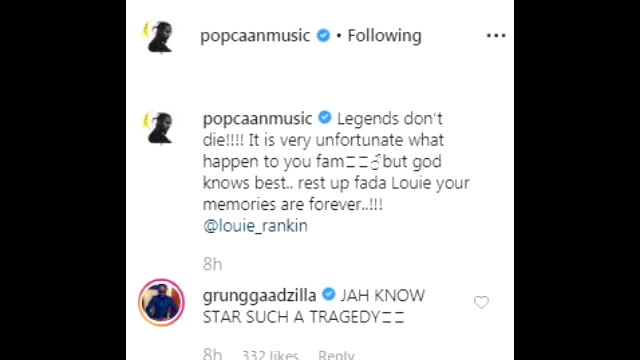 popcaanmusic • Following •••
popcaanmusic Legends don't
die!!!! It is very unfortunate what
happen to you fam but god
knows best.. rest up fada Louie your
memories are forever..!!!
@louie_rankin
8h
grunggaadzilla JAH KNOW
STAR SUCH A TRAGEDY
8h 332 likes Reply